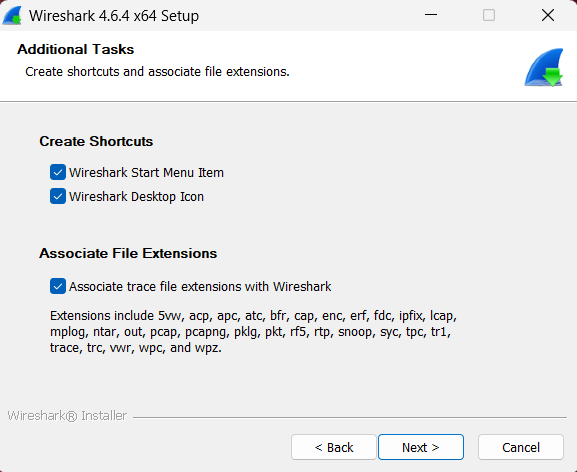 Wireshark 4.6.4 x64 Setup
Additional Tasks
Create shortcuts and associate file extensions.
Create Shortcuts
Wireshark Start Menu Item
Wireshark Desktop Icon
Associate File Extensions
Associate trace file extensions with Wireshark
Extensions include 5vw, acp, apc, atc, bfr, cap, enc, erf, fdc, ipfix, lcap,
mplog, ntar, out, pcap, pcapng, pklg, pkt, rf5, rtp, snoop, syc, tpc, tr1,
trace, trc, vwr, wpc, and wpz.
Wireshark® Installer
< Back
Next >
Cancel